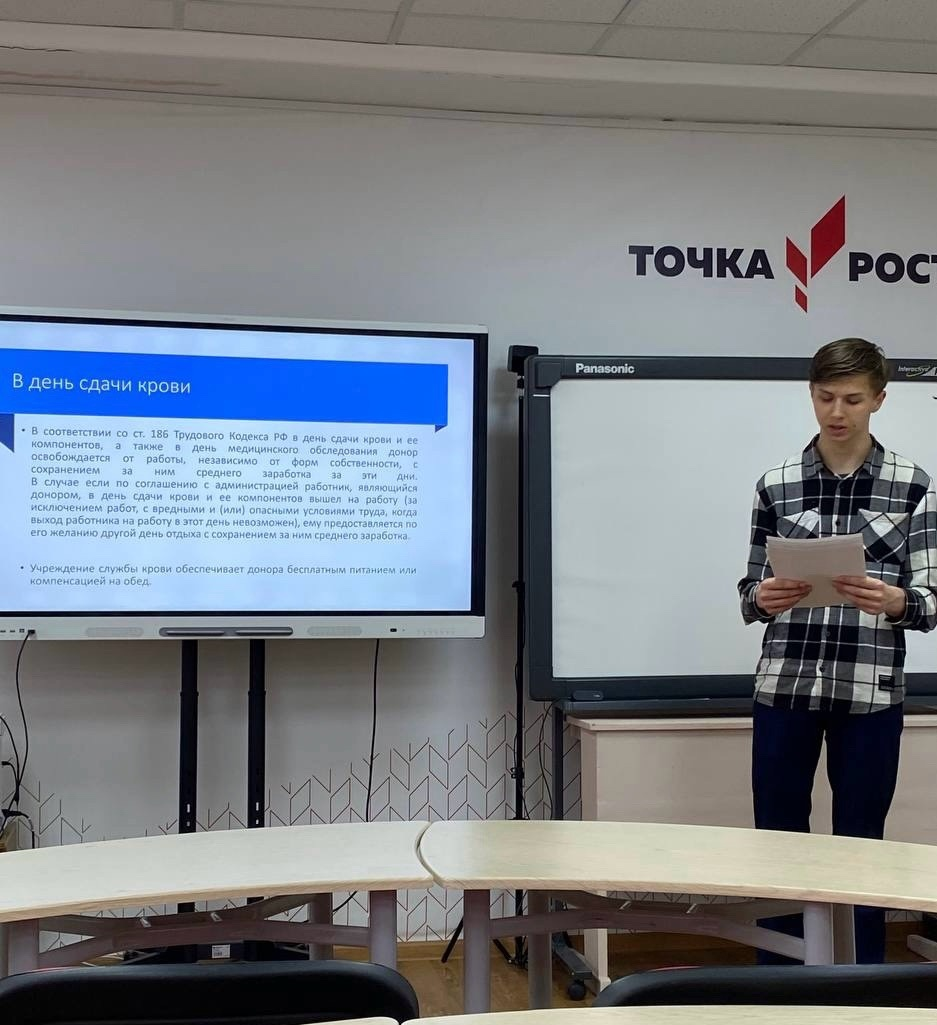 ТОЧКА РОСТ
Panasonic
Interactive
В день сдачи крови
• В соответствии со ст. 186 Трудового Кодекса РФ в день сдачи крови и ее
компонентов, а также в день медицинского обследования донор
освобождается от работы, независимо от форм собственности, с
сохранением за ним среднего заработка за эти дни.
В случае если по соглашению с администрацией работник, являющийся
донором, в день сдачи крови и ее компонентов вышел на работу (за
исключением работ, с вредными и (или) опасными условиями труда, когда
выход работника на работу в этот день невозможен), ему предоставляется по
его желанию другой день отдыха с сохранением за ним среднего заработка.
• Учреждение службы крови обеспечивает донора бесплатным питанием или
компенсацией на обед.